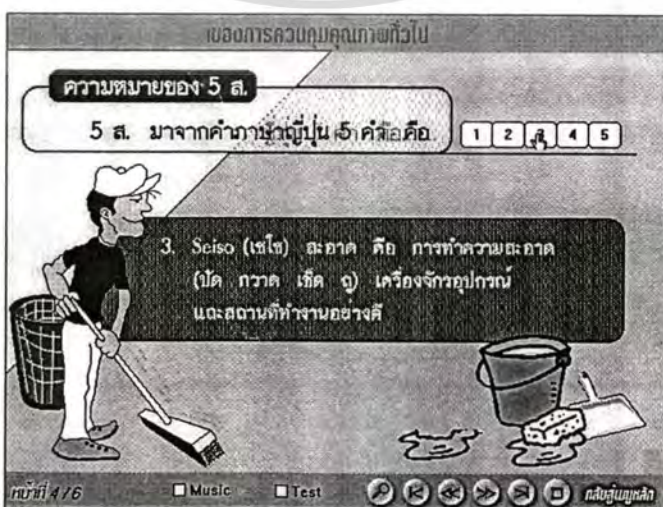 เขของการควบคุมคุณภาพทั่วไป
ความหมายของ 5 ส.
5 ส. มาจากคำภาษาญี่ปุ่น 5 คำ คือ
1 2 3 4 5
3. Seiso (เซโซ) สะอาด คือ การทำความสะอาด
(ปัด กวาด เช็ด ถู) เครื่องจักรอุปกรณ์
และสถานที่ทำงานอย่างดี
หน้าที่ 4/6
Music
Test
กลับสู่เมนูหลัก